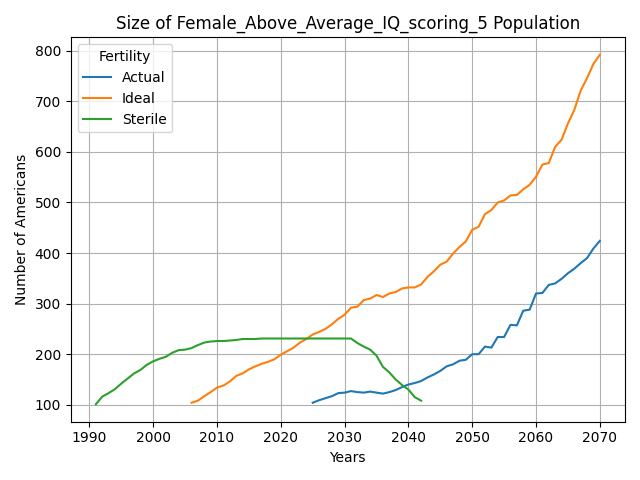 Size of Female_Above_Average_IQ_scoring_5 Population
Fertility
Actual
Ideal
Sterile
Number of Americans
800
700
600
500
400
300
200
100
1990 2000 2010 2020 2030 2040 2050 2060 2070
Years